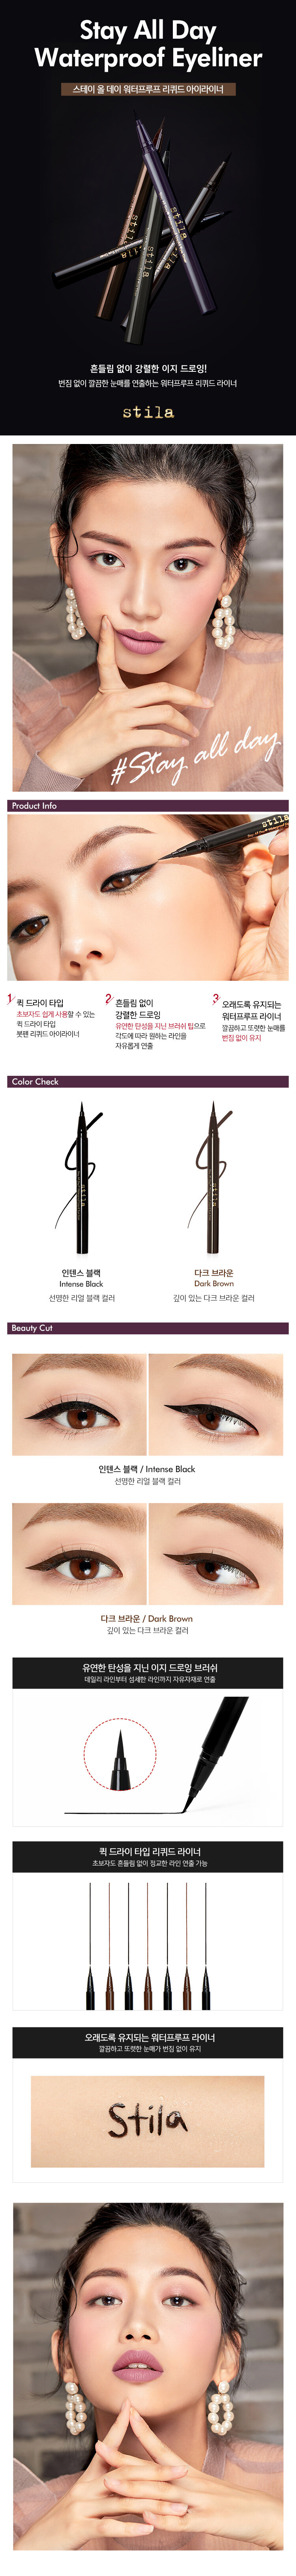 Stay All Day
Waterproof Eyeliner
스테이 올 데이 워터프루프 리퀴드 아이라이너
stila
stila
stila
stila
흔들림 없이 강렬한 이지 드로잉!
번짐 없이 깔끔한 눈매를 연출하는 워터프루프 리퀴드 라이너
stila
#Stay all day
Product Info
stila
1 퀵 드라이 타입
초보자도 쉽게 사용할 수 있는
퀵 드라이 타입
붓펜 리퀴드 아이라이너
2 흔들림 없이
강렬한 드로잉
유연한 탄성을 지닌 브러쉬 팁으로
각도에 따라 원하는 라인을
자유롭게 연출
3 오래도록 유지되는
워터프루프 라이너
깔끔하고 또렷한 눈매를
번짐 없이 유지
Color Check
stila
stila
인텐스 블랙
Intense Black
선명한 리얼 블랙 컬러
다크 브라운
Dark Brown
깊이 있는 다크 브라운 컬러
Beauty Cut
인텐스 블랙 / Intense Black
선명한 리얼 블랙 컬러
다크 브라운 / Dark Brown
깊이 있는 다크 브라운 컬러
유연한 탄성을 지닌 이지 드로잉 브러쉬
데일리 라인부터 섬세한 라인까지 자유자재로 연출
퀵 드라이 타입 리퀴드 라이너
초보자도 흔들림 없이 정교한 라인 연출 가능
오래도록 유지되는 워터프루프 라이너
깔끔하고 또렷한 눈매가 번짐 없이 유지
Stila